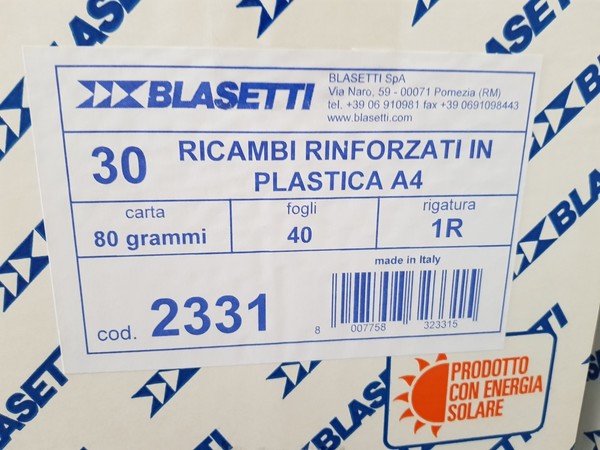 BLASETTI
BLASETTI SpA
Via Naro, 59 - 00071 Pomezia (RM)
tel. +39 06 910981 fax +39 0691098443
www.blasetti.com
30 RICAMBI RINFORZATI IN
PLASTICA A4
carta fogli rigatura
80 grammi 40 1R
made in Italy
cod. 2331
8 007758 323315
PRODOTTO
CON ENERGIA
SOLARE
BLASETTI
BLASETTI